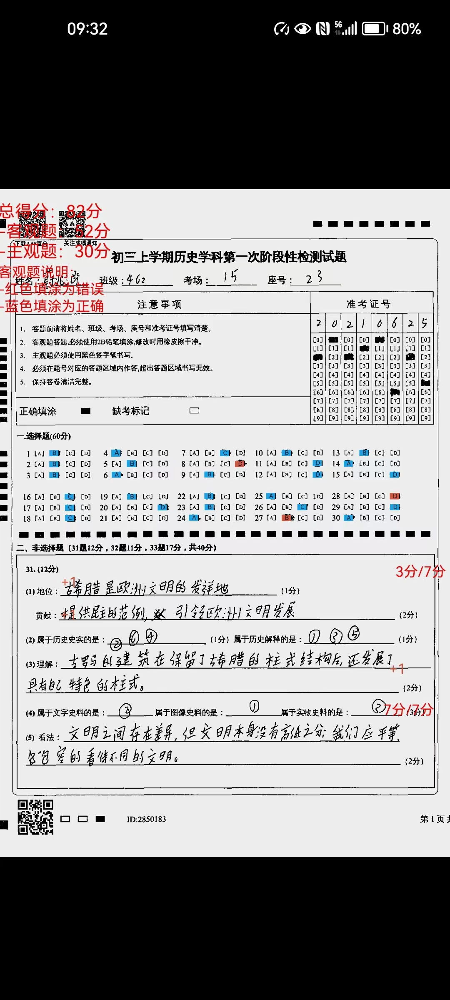 09:32 5G 80%
总得分：82分
-客观题：52分
下载APP查分 关注成绩通知
-主观题：30分
初三上学期历史学科第一次阶段性检测试题
客观题说明：
姓名： 班级：462 考场：15 座号：23
-红色填涂为错误
-蓝色填涂为正确
注意事项 准考证号
2 0 2 1 0 6 2 5
1. 答题前请将姓名、班级、考场、座号和准考证号填写清楚。
2. 客观题答题,必须使用2B铅笔填涂,修改时用橡皮擦干净。
3. 主观题必须使用黑色签字笔书写。
4. 必须在题号对应的答题区域内作答,超出答题区域书写无效。
5. 保持答卷清洁完整。
[0] [0] [0] [0] [0] [0]
[1] [1] [1] [1] [1] [1] [1]
[2] [2] [2] [2] [2]
[3] [3] [3] [3] [3] [3] [3] [3]
[4] [4] [4] [4] [4] [4] [4] [4]
[5] [5] [5] [5] [5] [5] [5]
[6] [6] [6] [6] [6] [6] [6]
[7] [7] [7] [7] [7] [7] [7] [7]
[8] [8] [8] [8] [8] [8] [8] [8]
[9] [9] [9] [9] [9] [9] [9] [9]
正确填涂 缺考标记
一.选择题(60分)
1 [A] B [C] [D] 4 A [B] [C] [D] 7 [A] [B] C [D] 10 [A] B [C] [D] 13 [A] B [C] [D]
2 [A] B [C] [D] 5 [A] B [C] [D] 8 [A] [B] [C] D 11 [A] [B] [C] D 14 A [B] [C] [D]
3 [A] B [C] [D] 6 A [B] [C] [D] 9 [A] B [C] [D] 12 [A] [B] [C] D 15 [A] [B] [C] D
16 [A] [B] C [D] 19 [A] B [C] [D] 22 [A] B [C] [D] 25 A [B] [C] [D] 28 [A] [B] [C] D
17 [A] [B] C [D] 20 [A] [B] [C] D 23 [A] B [C] [D] 26 [A] [B] C [D] 29 [A] [B] [C] D
18 [A] [B] C [D] 21 [A] [B] [C] [D] 24 A [B] [C] [D] 27 [A] B [C] [D] 30 A [B] [C] [D]
二、非选择题（31题12分，32题11分，33题17分，共40分）
31. (12分) 3分/7分
+1
(1) 地位：古希腊是欧洲文明的发祥地 （1分）
贡献：+1 提供民主的范例, 引领欧洲文明发展 （2分）
(2) 属于历史史实的是：② ⑥ ④ （1分）属于历史解释的是：① ③ ⑤ （1分）
(3) 理解：古罗马的建筑在保留了古希腊的柱式结构后,还发展了
+1
具有自己特色的柱式。 （2分）
(4) 属于文字史料的是： 属于图像史料的是：① 属于实物史料的是： （3分）
7分/7分
(5) 看法：文明之间存在差异, 但文明本身没有高低之分. 我们应平等
包容的看待不同的文明。 （2分）
ID:2850183
第 1 页